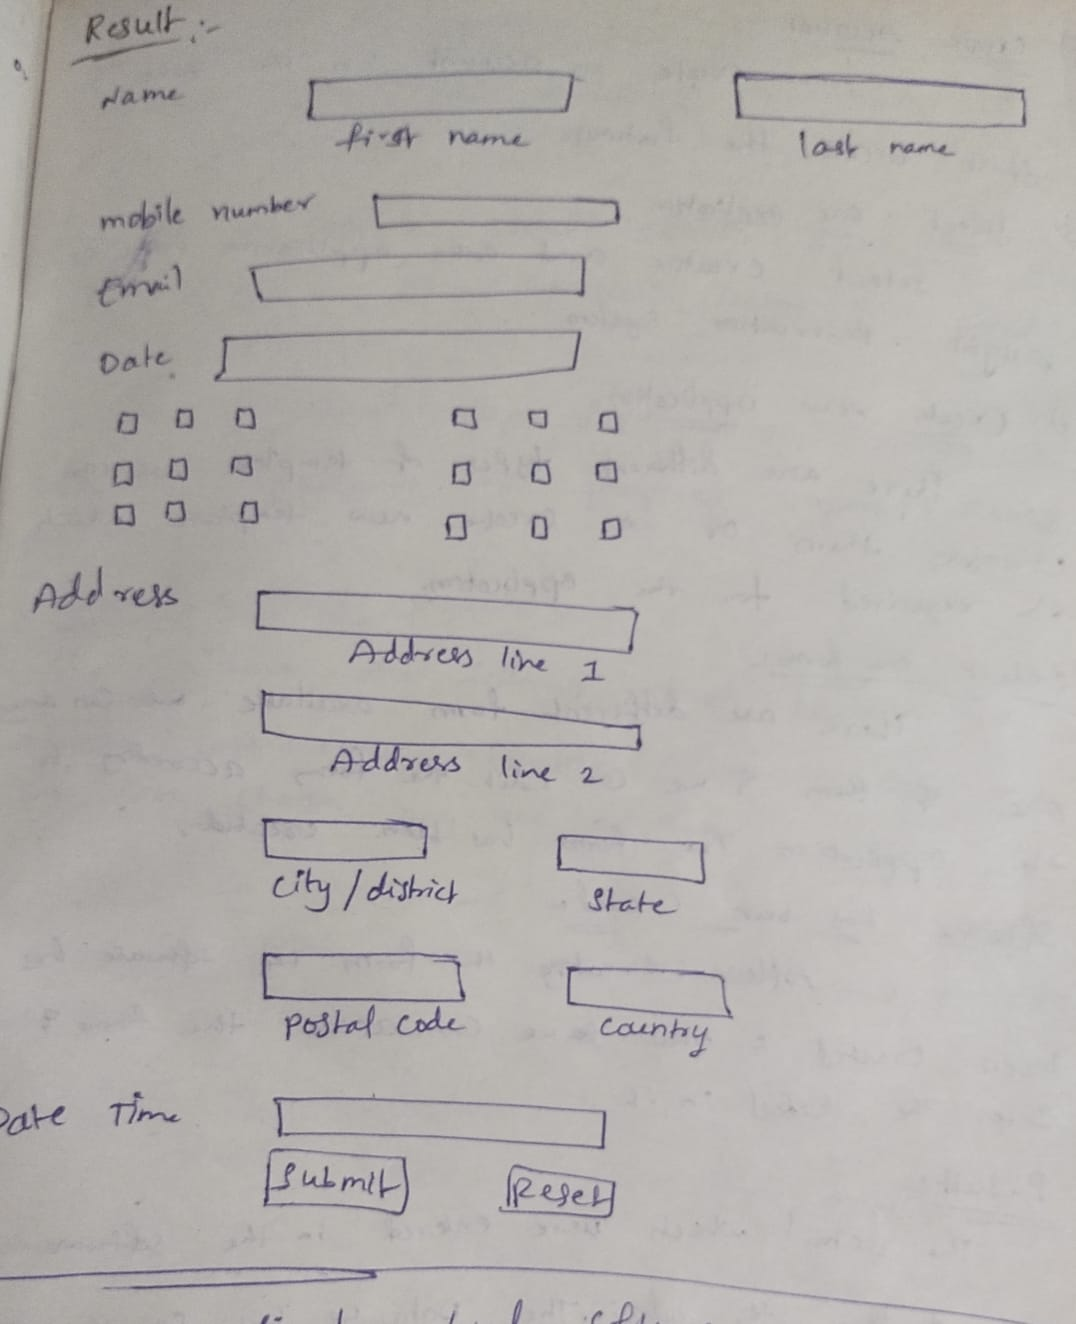 Result :-
Name
first name last name
mobile number
Email
Date
Address
Address line 1
Address line 2
city / district State
postal code country
Date Time
Submit Reset